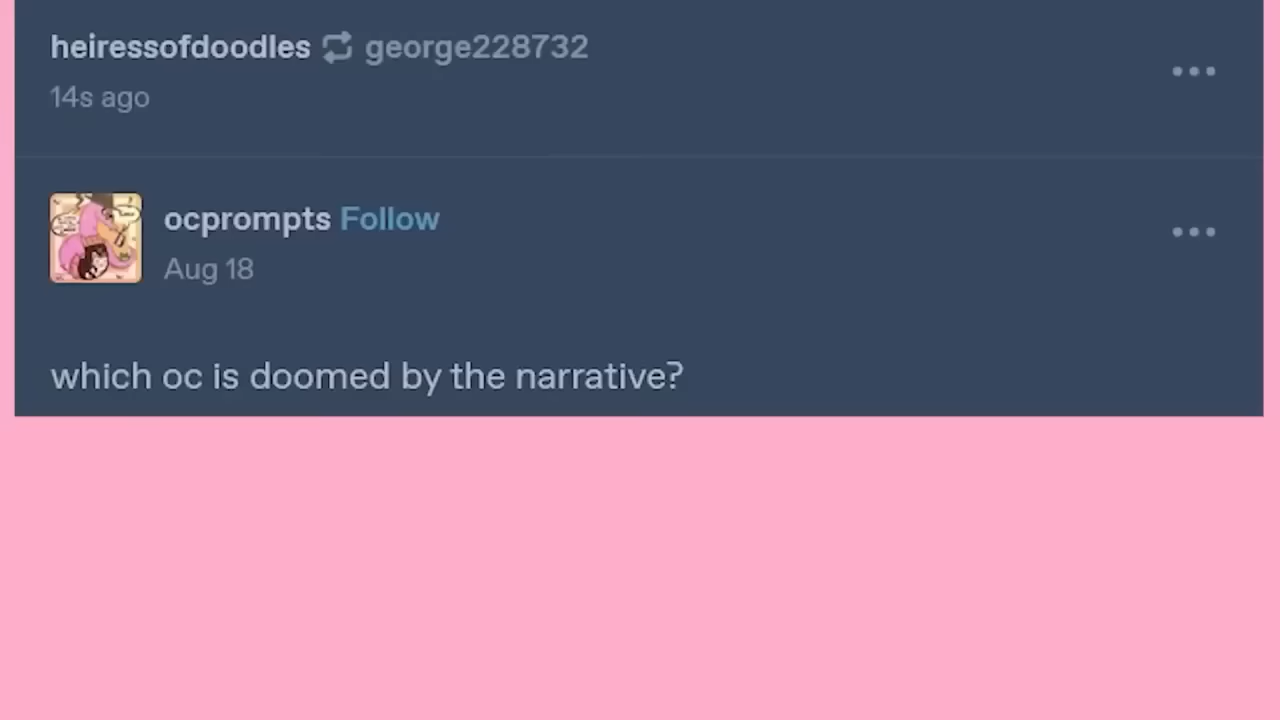 heiressofdoodles george228732
14s ago
ocprompts Follow
Aug 18
which oc is doomed by the narrative?